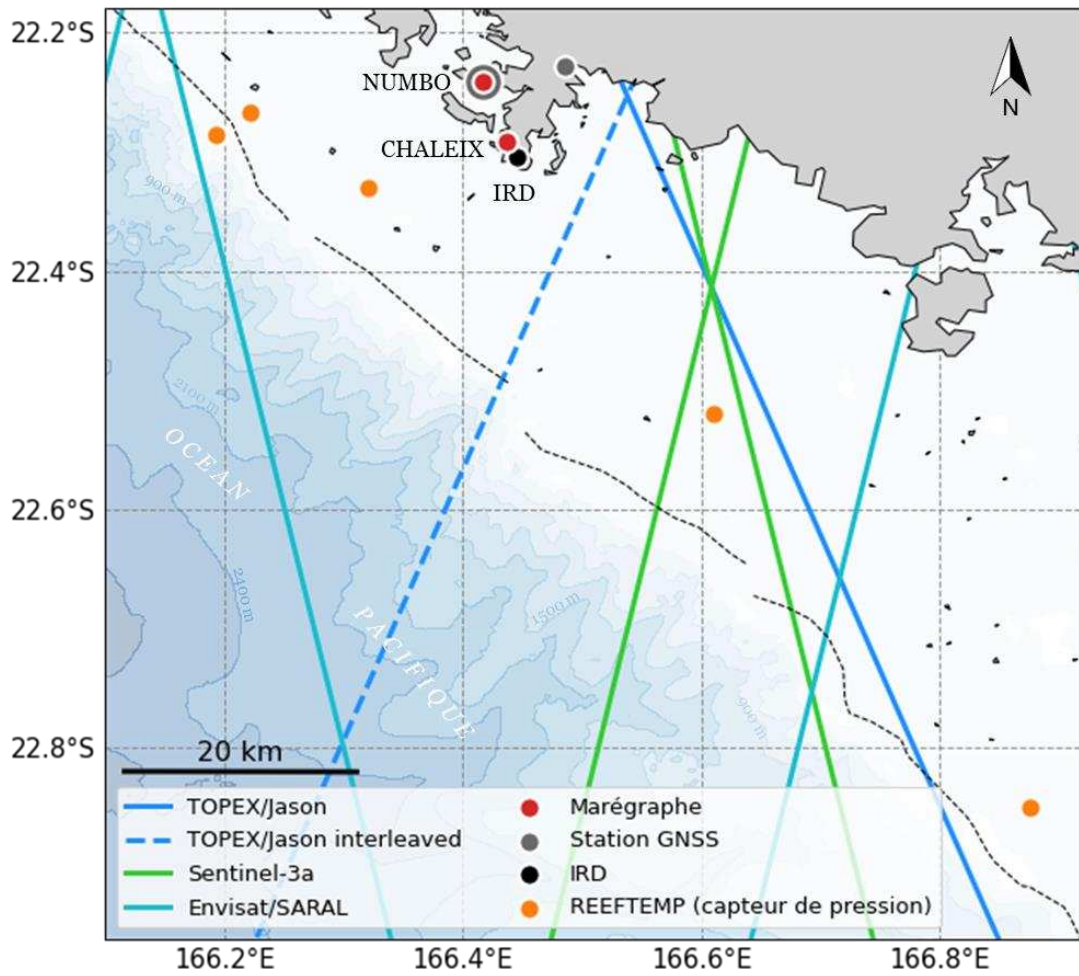 22.2°S
22.4°S
22.6°S
22.8°S
NUMBO
CHALEIX
IRD
N
900 m
2100 m
2400 m
1500 m
900 m
OCEAN
PACIFIQUE
20 km
TOPEX/Jason
TOPEX/Jason interleaved
Sentinel-3a
Envisat/SARAL
Marégraphe
Station GNSS
IRD
REEFTEMP (capteur de pression)
166.2°E
166.4°E
166.6°E
166.8°E